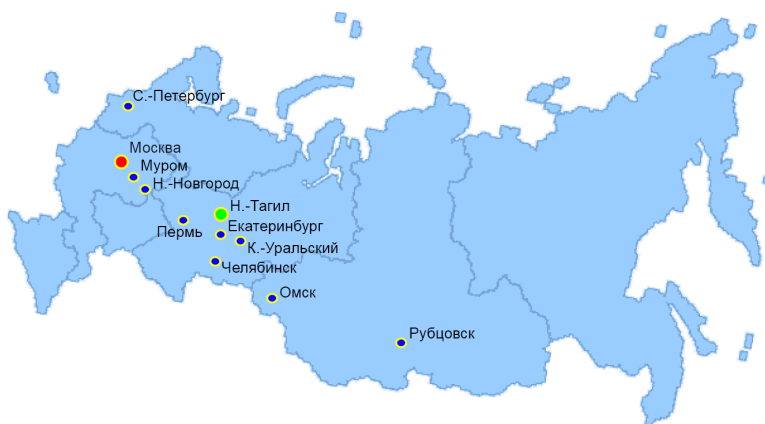 С.-Петербург
Москва
Муром
Н.-Новгород
Н.-Тагил
Екатеринбург
Пермь
К.-Уральский
Челябинск
Омск
Рубцовск